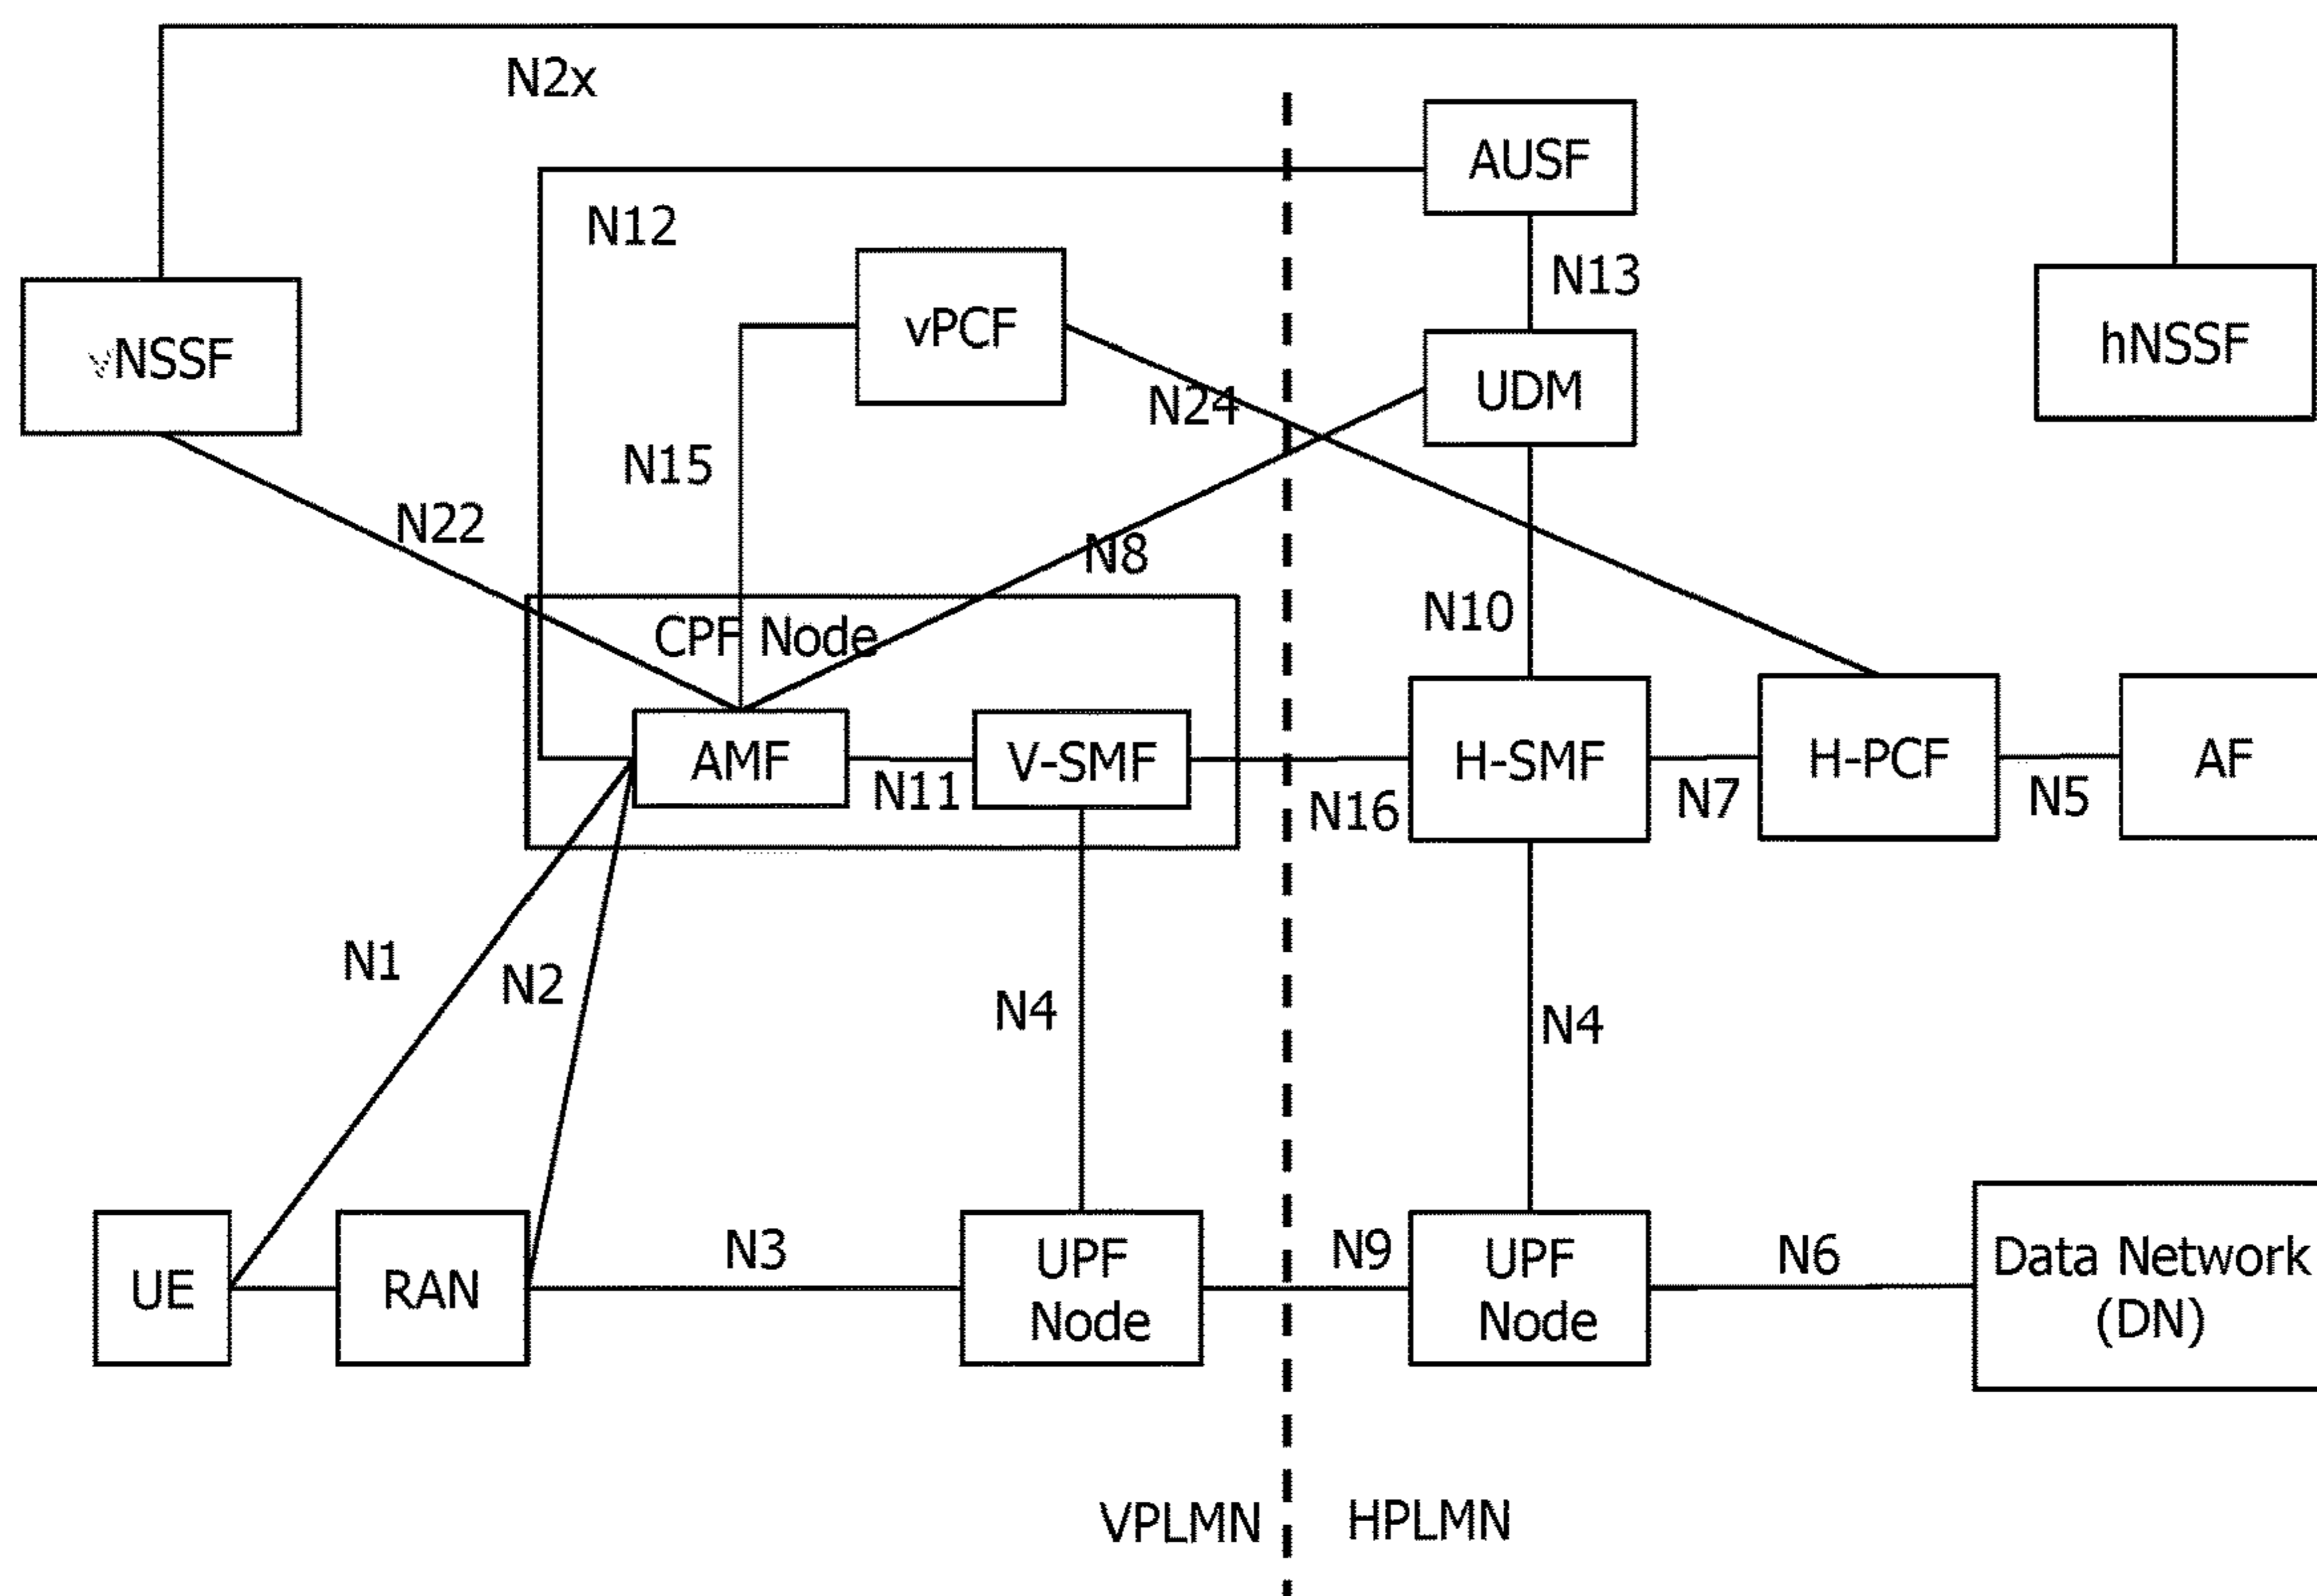 N2x
AUSF
N12
N13
vPCF
vNSSF
hNSSF
UDM
N24
N15
N22
N8
N10
CPF Node
AMF
N11
V-SMF
N16
H-SMF
N7
H-PCF
N5
AF
N1
N2
N4
N4
UE
RAN
N3
UPF
Node
N9
UPF
Node
N6
Data Network
(DN)
VPLMN
HPLMN